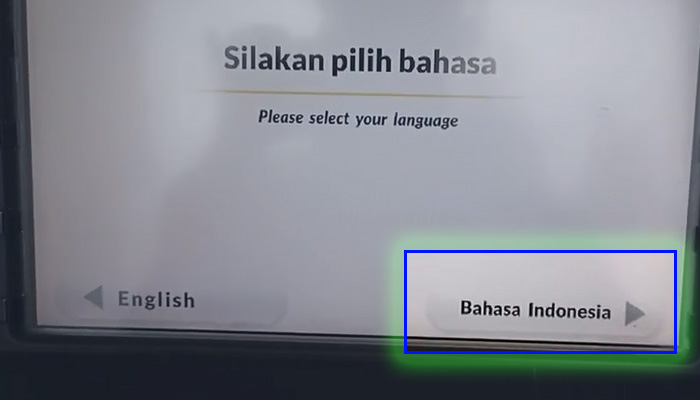 Silakan pilih bahasa
Please select your language
English
Bahasa Indonesia